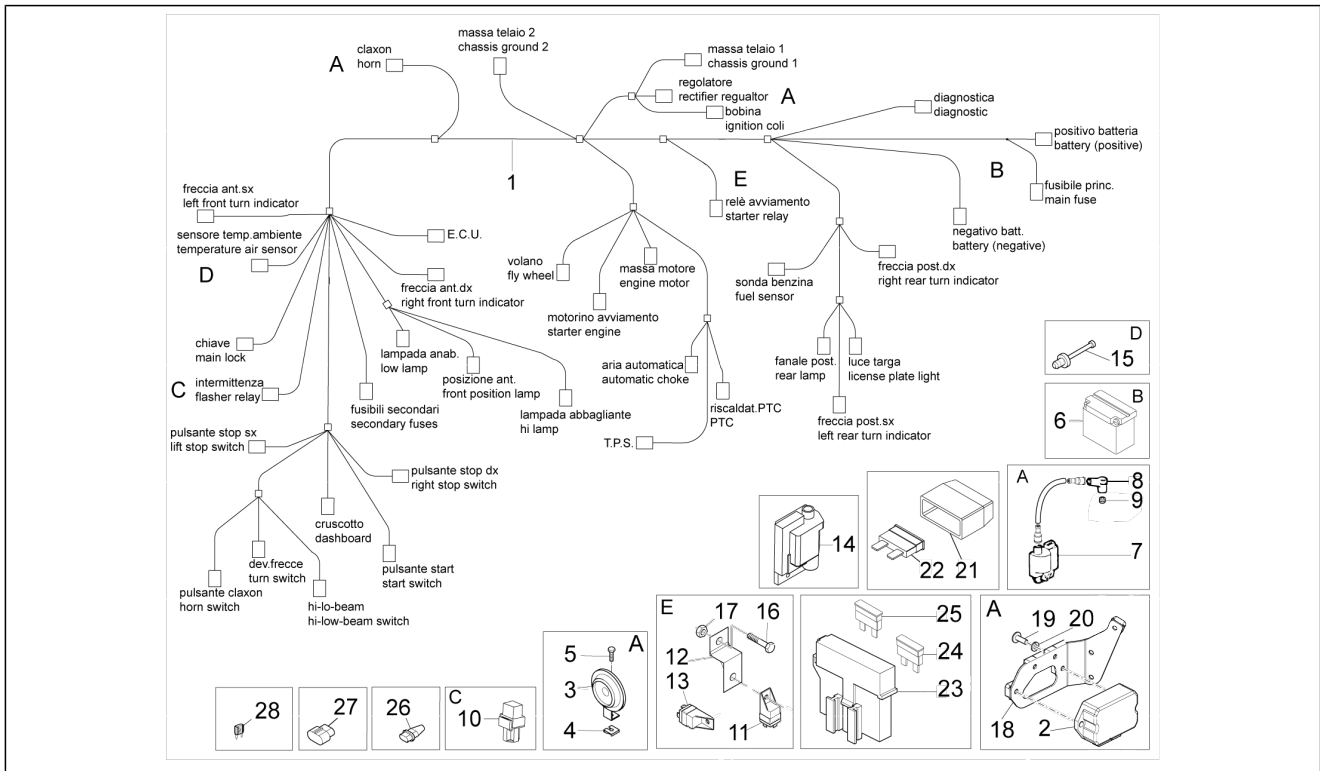 claxon
horn
A
massa telaio 2
chassis ground 2
massa telaio 1
chassis ground 1
regolatore
rectifier regualtor
A
bobina
ignition coli
diagnostica
diagnostic
positivo batteria
battery (positive)
1
E
B
freccia ant.sx
left front turn indicator
relè avviamento
starter relay
fusibile princ.
main fuse
sensore temp.ambiente
temperature air sensor
E.C.U.
negativo batt.
battery (negative)
D
volano
fly wheel
massa motore
engine motor
sonda benzina
fuel sensor
freccia post.dx
right rear turn indicator
freccia ant.dx
right front turn indicator
motorino avviamento
starter engine
chiave
main lock
lampada anab.
low lamp
aria automatica
automatic choke
fanale post.
rear lamp
luce targa
license plate light
D
15
C
intermittenza
flasher relay
posizione ant.
front position lamp
fusibili secondari
secondary fuses
lampada abbagliante
hi lamp
riscaldat.PTC
PTC
freccia post.sx
left rear turn indicator
B
6
pulsante stop sx
lift stop switch
T.P.S.
pulsante stop dx
right stop switch
A
8
9
7
cruscotto
dashboard
14
22
21
dev.frecce
turn switch
pulsante start
start switch
pulsante claxon
horn switch
hi-lo-beam
hi-low-beam switch
E
17
16
12
13
11
25
24
23
A
19
20
18
2
A
5
3
4
28
27
26
C
10